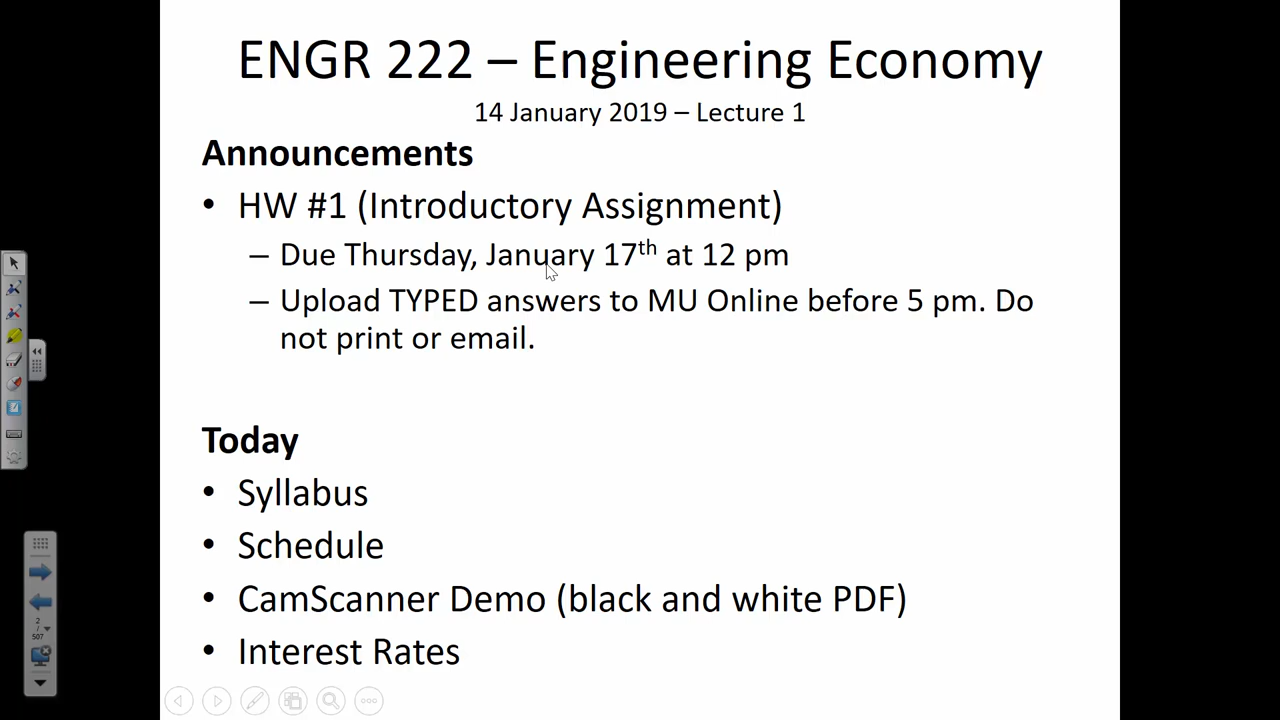 ENGR 222 – Engineering Economy
14 January 2019 – Lecture 1
Announcements
• HW #1 (Introductory Assignment)
– Due Thursday, January 17th at 12 pm
– Upload TYPED answers to MU Online before 5 pm. Do
not print or email.
Today
• Syllabus
• Schedule
• CamScanner Demo (black and white PDF)
• Interest Rates
2
/
507